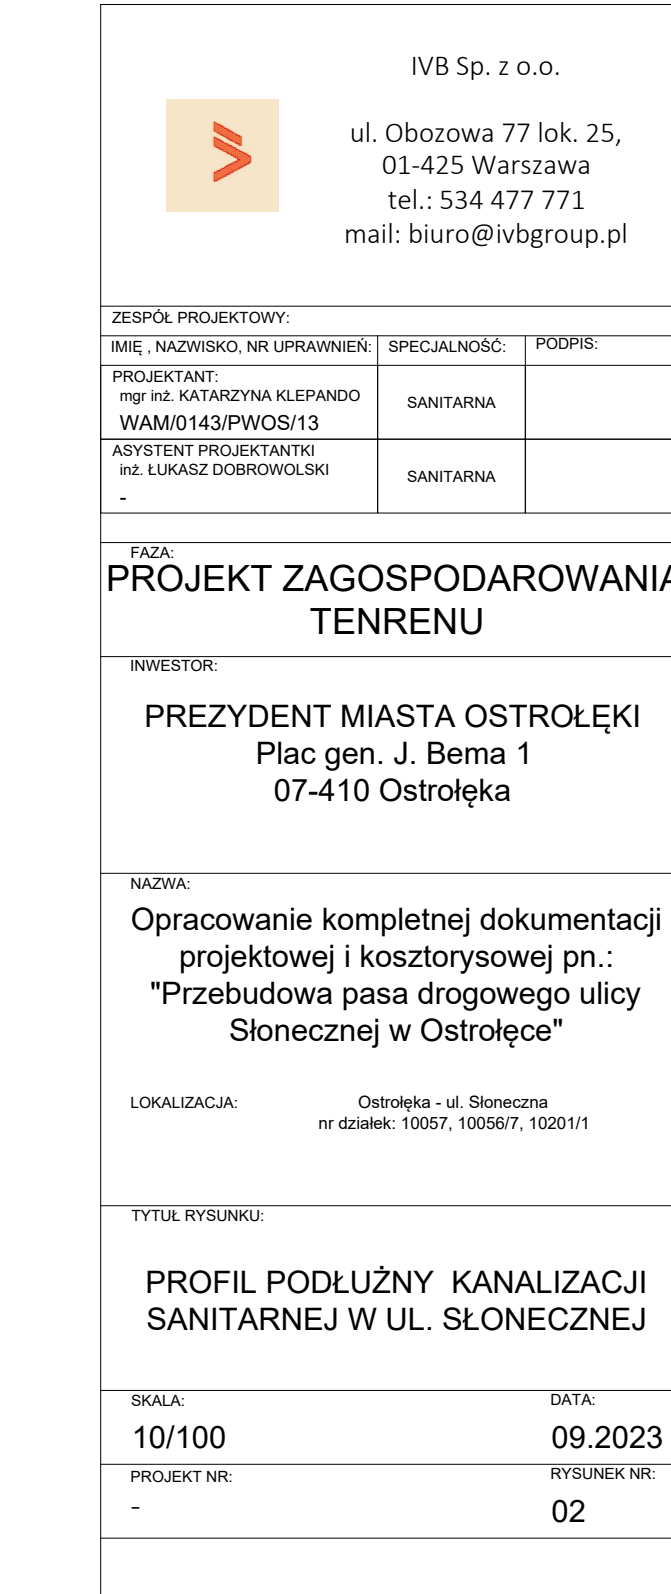 IVB Sp. z o.o.
ul. Obozowa 77 lok. 25,
01-425 Warszawa
tel.: 534 477 771
mail: biuro@ivbgroup.pl
ZESPÓŁ PROJEKTOWY:
IMIĘ , NAZWISKO, NR UPRAWNIEŃ: SPECJALNOŚĆ: PODPIS:
PROJEKTANT:
mgr inż. KATARZYNA KLEPANDO
WAM/0143/PWOS/13
SANITARNA
ASYSTENT PROJEKTANTKI
inż. ŁUKASZ DOBROWOLSKI
-
SANITARNA
FAZA:
PROJEKT ZAGOSPODAROWANIA
TENRENU
INWESTOR:
PREZYDENT MIASTA OSTROŁĘKI
Plac gen. J. Bema 1
07-410 Ostrołęka
NAZWA:
Opracowanie kompletnej dokumentacji
projektowej i kosztorysowej pn.:
"Przebudowa pasa drogowego ulicy
Słonecznej w Ostrołęce"
LOKALIZACJA: Ostrołęka - ul. Słoneczna
nr działek: 10057, 10056/7, 10201/1
TYTUŁ RYSUNKU:
PROFIL PODŁUŻNY KANALIZACJI
SANITARNEJ W UL. SŁONECZNEJ
SKALA: DATA:
10/100 09.2023
PROJEKT NR: RYSUNEK NR:
- 02